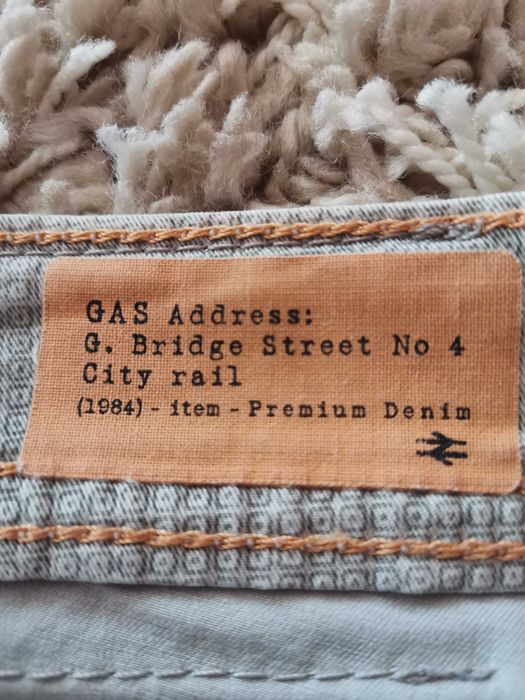 GAS Address:
G. Bridge Street No 4
City rail
(1984) - item - Premium Denim